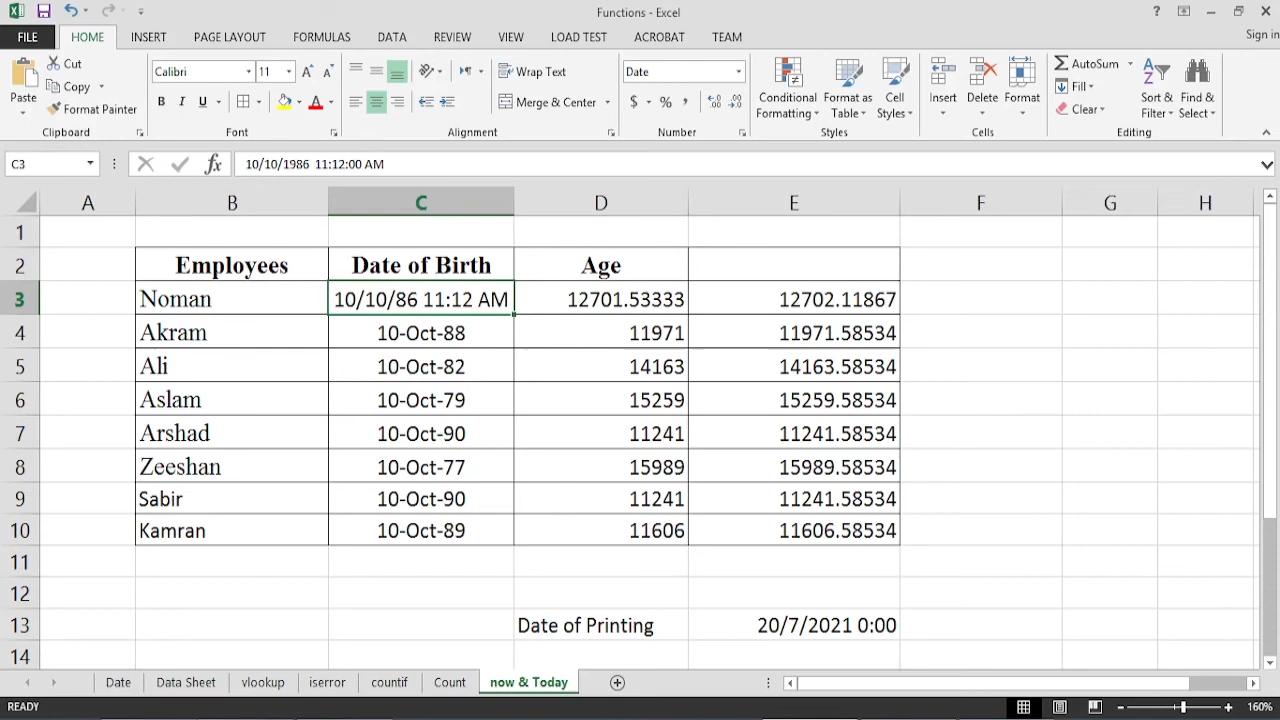 Functions - Excel
?
Sign in
FILE HOME INSERT PAGE LAYOUT FORMULAS DATA REVIEW VIEW LOAD TEST ACROBAT TEAM
Paste
Cut
Copy
Format Painter
Clipboard
Calibri 11
B I U
Font
Wrap Text
Merge & Center
Alignment
Date
$ % ,
Number
Conditional Formatting
Format as Table
Cell Styles
Styles
Insert Delete Format
Cells
AutoSum
Fill
Clear
Sort & Filter
Find & Select
Editing
C3 fx 10/10/1986 11:12:00 AM
A B C D E F G H
1
2 Employees Date of Birth Age
3 Noman 10/10/86 11:12 AM 12701.53333 12702.11867
4 Akram 10-Oct-88 11971 11971.58534
5 Ali 10-Oct-82 14163 14163.58534
6 Aslam 10-Oct-79 15259 15259.58534
7 Arshad 10-Oct-90 11241 11241.58534
8 Zeeshan 10-Oct-77 15989 15989.58534
9 Sabir 10-Oct-90 11241 11241.58534
10 Kamran 10-Oct-89 11606 11606.58534
11
12
13 Date of Printing 20/7/2021 0:00
14
Date Data Sheet vlookup iserror countif Count now & Today
READY 160%